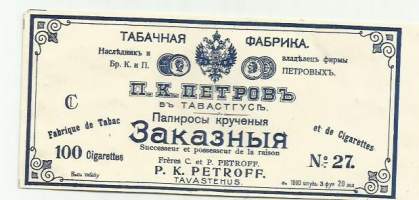 ТАБАЧНАЯ ФАБРИКА.
Наслѣдникъ и владѣлецъ фирмы
Бр. К. и П. ПЕТРОВЫХЪ.
П. К. ПЕТРОВЪ
ВЪ ТАВАСТГУСѢ.
Папиросы крученыя
Fabrique de Tabac et de Cigarettes
Заказныя
Successeur et possesseur de la raison
100 Cigarettes No 27.
Frères C. et P. PETROFF.
P. K. PETROFF.
TAVASTEHUS.